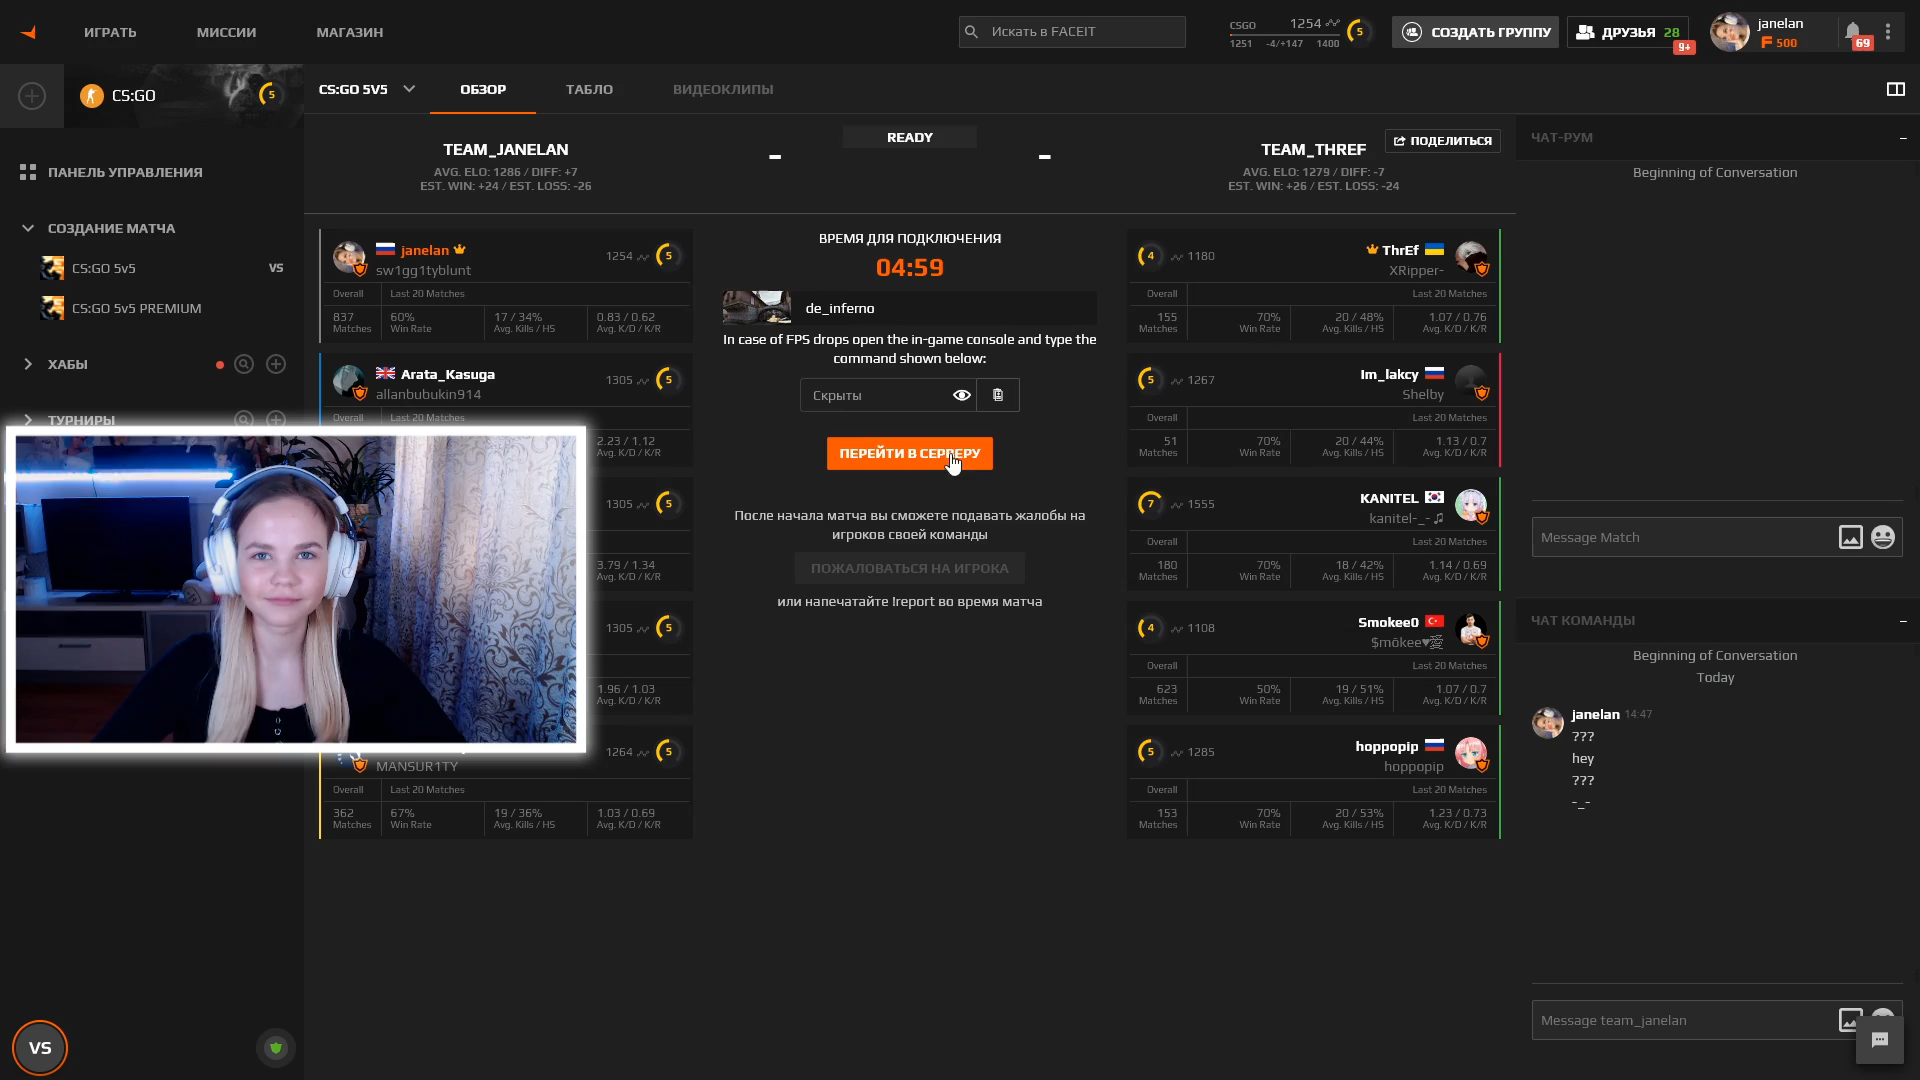 ИГРАТЬ
МИССИИ
МАГАЗИН
Искать в FACEIT
CSGO
1254
1251 -4/+147 1400
5
СОЗДАТЬ ГРУППУ
ДРУЗЬЯ 28
9+
janelan
F 500
69
CS:GO
5
ПАНЕЛЬ УПРАВЛЕНИЯ
СОЗДАНИЕ МАТЧА
CS:GO 5v5
VS
CS:GO 5v5 PREMIUM
ХАБЫ
ТУРНИРЫ
VS
CS:GO 5V5
ОБЗОР
ТАБЛО
ВИДЕОКЛИПЫ
TEAM_JANELAN
AVG. ELO: 1286 / DIFF: +7
EST. WIN: +24 / EST. LOSS: -26
-
READY
-
TEAM_THREF
AVG. ELO: 1279 / DIFF: -7
EST. WIN: +26 / EST. LOSS: -24
ПОДЕЛИТЬСЯ
janelan
sw1gg1tyblunt
1254
5
Overall
Last 20 Matches
837
Matches
60%
Win Rate
17 / 34%
Avg. Kills / HS
0.83 / 0.62
Avg. K/D / K/R
Arata_Kasuga
allanbubukin914
1305
5
Overall
Last 20 Matches
2.23 / 1.12
Avg. K/D / K/R
1305
5
3.79 / 1.34
Avg. K/D / K/R
1305
5
1.96 / 1.03
Avg. K/D / K/R
MANSUR1TY
1264
5
Overall
Last 20 Matches
362
Matches
67%
Win Rate
19 / 36%
Avg. Kills / HS
1.03 / 0.69
Avg. K/D / K/R
ВРЕМЯ ДЛЯ ПОДКЛЮЧЕНИЯ
04:59
de_inferno
In case of FPS drops open the in-game console and type the
command shown below:
Скрыты
ПЕРЕЙТИ В СЕРВЕРУ
После начала матча вы сможете подавать жалобы на
игроков своей команды
ПОЖАЛОВАТЬСЯ НА ИГРОКА
или напечатайте !report во время матча
4
1180
ThrEf
XRipper-
Overall
Last 20 Matches
155
Matches
70%
Win Rate
20 / 48%
Avg. Kills / HS
1.07 / 0.76
Avg. K/D / K/R
5
1267
Im_lakcy
Shelby
Overall
Last 20 Matches
51
Matches
70%
Win Rate
20 / 44%
Avg. Kills / HS
1.13 / 0.7
Avg. K/D / K/R
7
1555
KANITEL
kanitel-_- ♫
Overall
Last 20 Matches
180
Matches
70%
Win Rate
18 / 42%
Avg. Kills / HS
1.14 / 0.69
Avg. K/D / K/R
4
1108
Smokee0
$mōkee♥
Overall
Last 20 Matches
623
Matches
50%
Win Rate
19 / 51%
Avg. Kills / HS
1.07 / 0.7
Avg. K/D / K/R
5
1285
hoppopip
hoppopip
Overall
Last 20 Matches
153
Matches
70%
Win Rate
20 / 53%
Avg. Kills / HS
1.23 / 0.73
Avg. K/D / K/R
ЧАТ-РУМ
Beginning of Conversation
Message Match
ЧАТ КОМАНДЫ
Beginning of Conversation
Today
janelan 14:47
???
hey
???
-_-
Message team_janelan